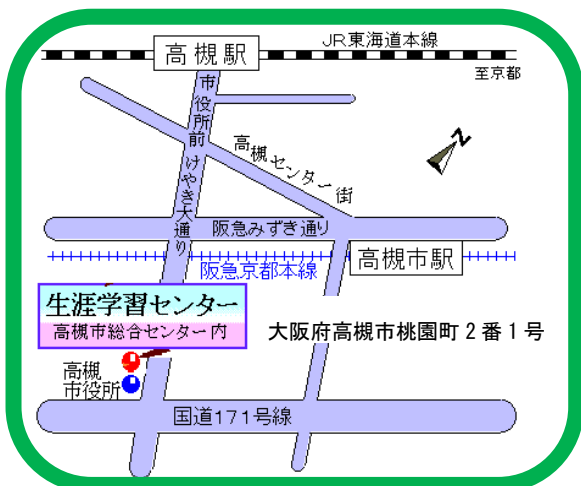 JR東海道本線
高槻駅
至京都
市役所前けやき大通り
高槻センター街
N
阪急みずき通り
高槻市駅
阪急京都本線
生涯学習センター
高槻市総合センター内
大阪府高槻市桃園町2番1号
高槻
市役所
国道171号線